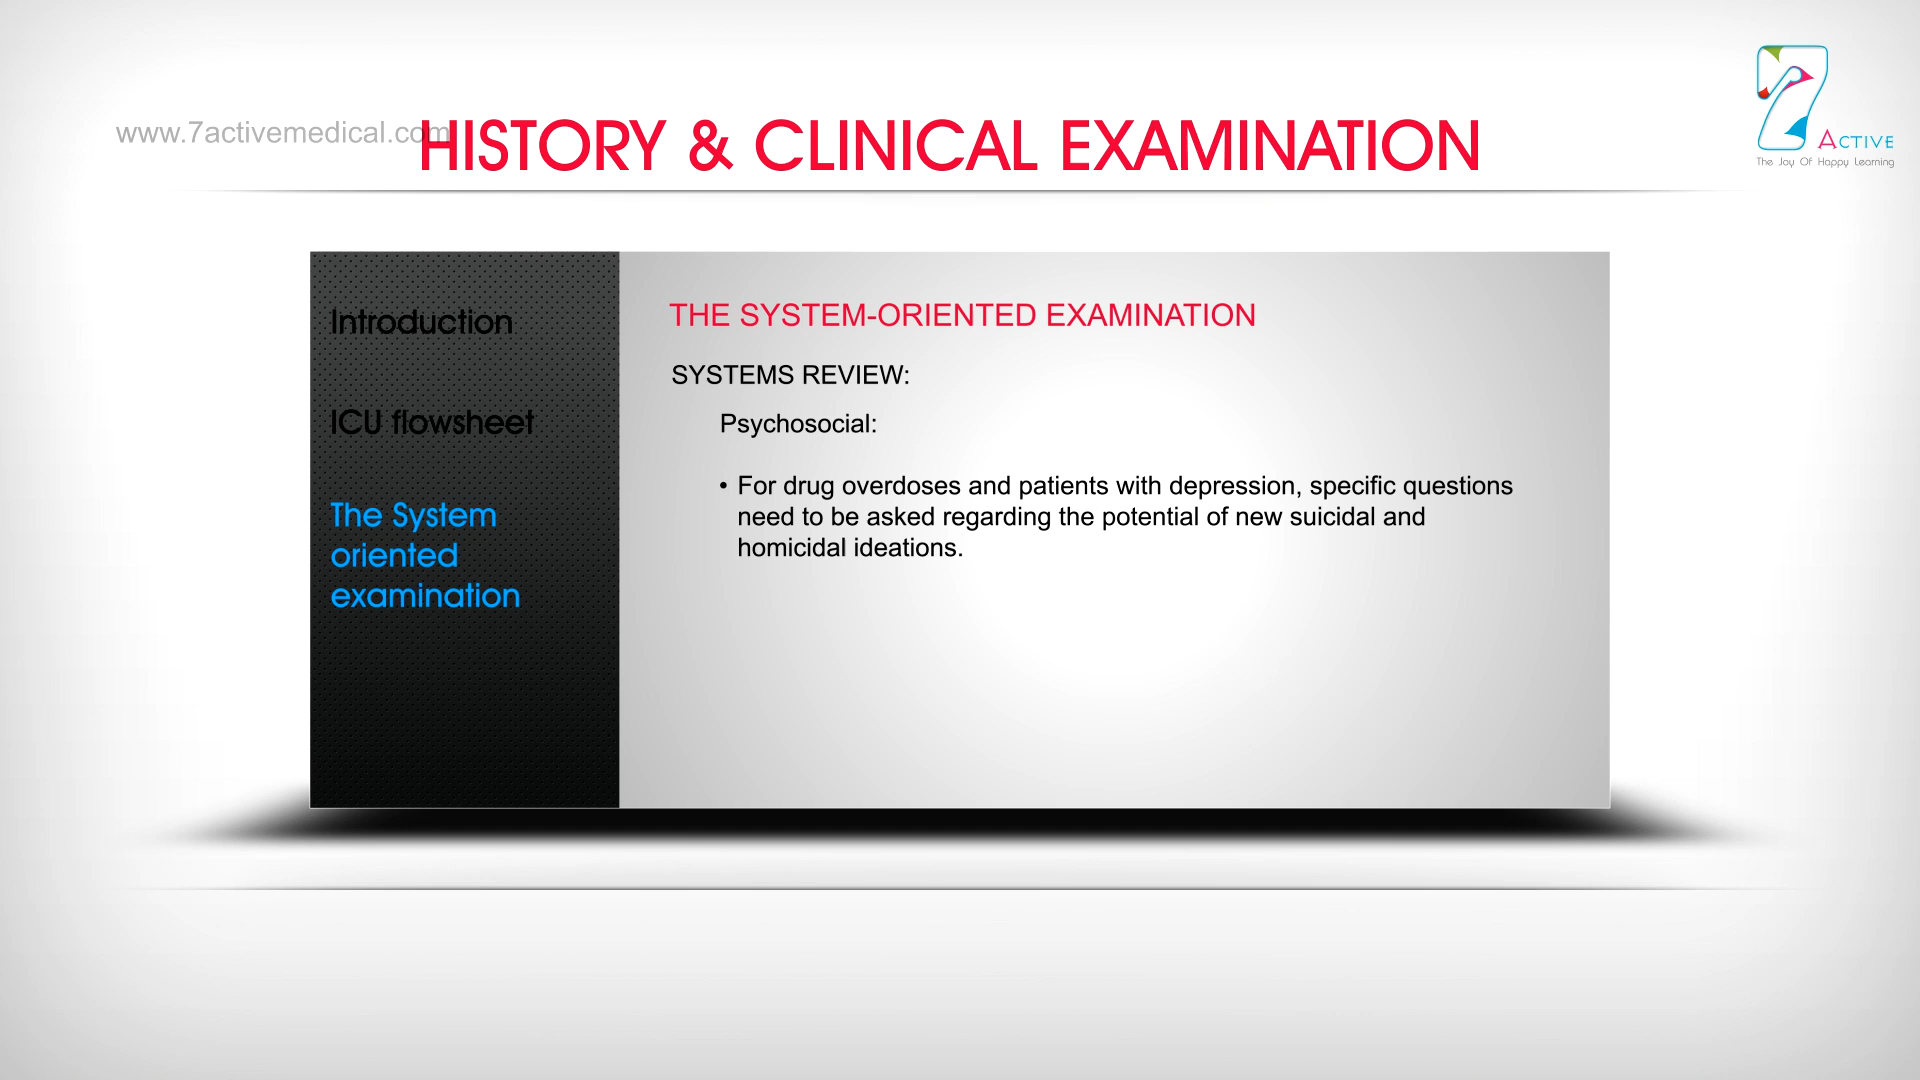 www.7activemedical.com
HISTORY & CLINICAL EXAMINATION
7
ACTIVE
The Joy Of Happy Learning
Introduction
ICU flowsheet
The System
oriented
examination
THE SYSTEM-ORIENTED EXAMINATION
SYSTEMS REVIEW:
Psychosocial:
• For drug overdoses and patients with depression, specific questions
need to be asked regarding the potential of new suicidal and
homicidal ideations.